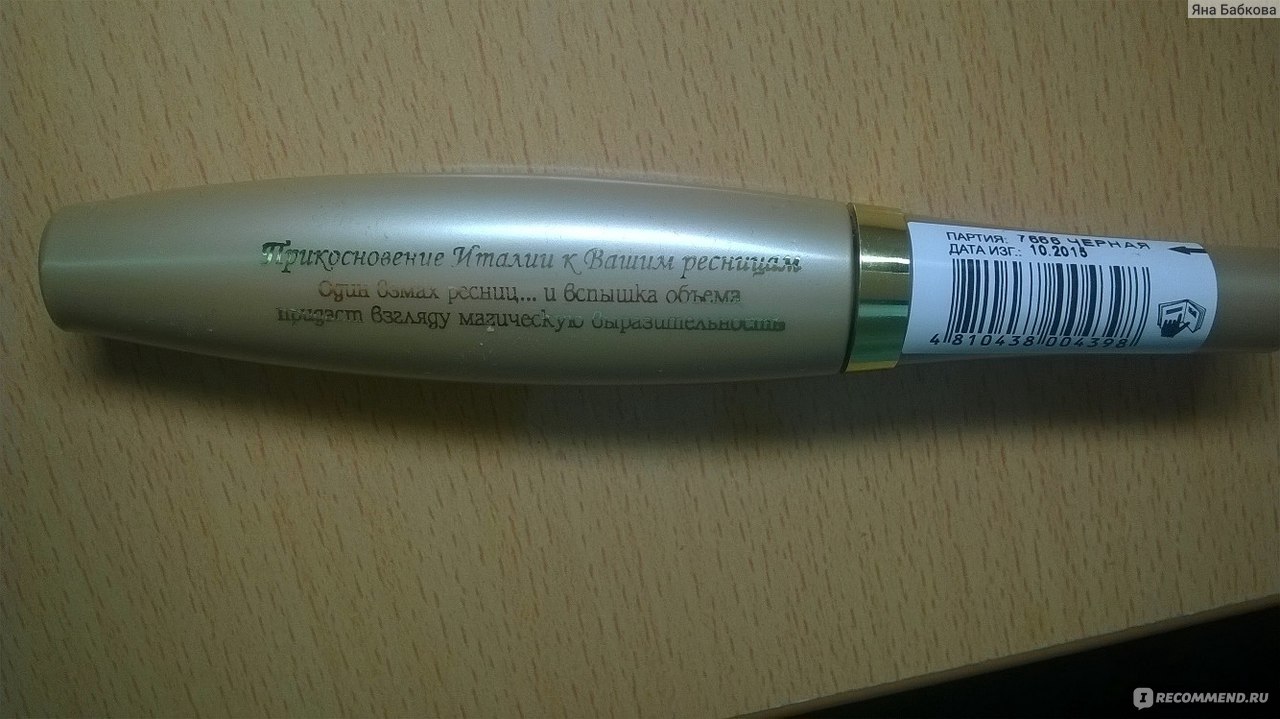 Яна Бабкова
Прикосновение Италии к Вашим ресницам
Один взмах ресниц... и вспышка объема
придаст взгляду магическую выразительность
ПАРТИЯ: 7666 ЧЕРНАЯ
ДАТА ИЗГ.: 10.2015
4 810438 004398
IRECOMMEND.RU